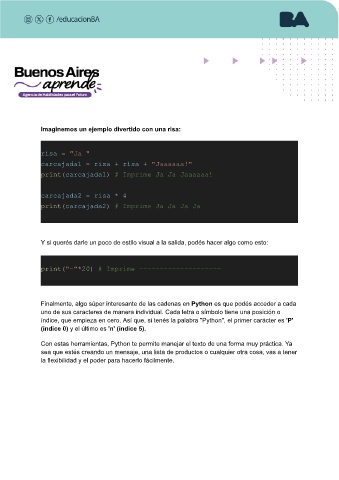 /educacionBA
BA
Buenos Aires
aprende
Agencia de Habilidades para el Futuro
Imaginemos un ejemplo divertido con una risa:
risa = "Ja "
carcajada1 = risa + risa + "Jaaaaaa!"
print(carcajada1) # Imprime Ja Ja Jaaaaaa!
carcajada2 = risa * 4
print(carcajada2) # Imprime Ja Ja Ja Ja
Y si querés darle un poco de estilo visual a la salida, podés hacer algo como esto:
print("-"*20) # Imprime --------------------
Finalmente, algo súper interesante de las cadenas en Python es que podés acceder a cada
uno de sus caracteres de manera individual. Cada letra o símbolo tiene una posición o
índice, que empieza en cero. Así que, si tenés la palabra "Python", el primer carácter es 'P'
(índice 0) y el último es 'n' (índice 5).
Con estas herramientas, Python te permite manejar el texto de una forma muy práctica. Ya
sea que estés creando un mensaje, una lista de productos o cualquier otra cosa, vas a tener
la flexibilidad y el poder para hacerlo fácilmente.